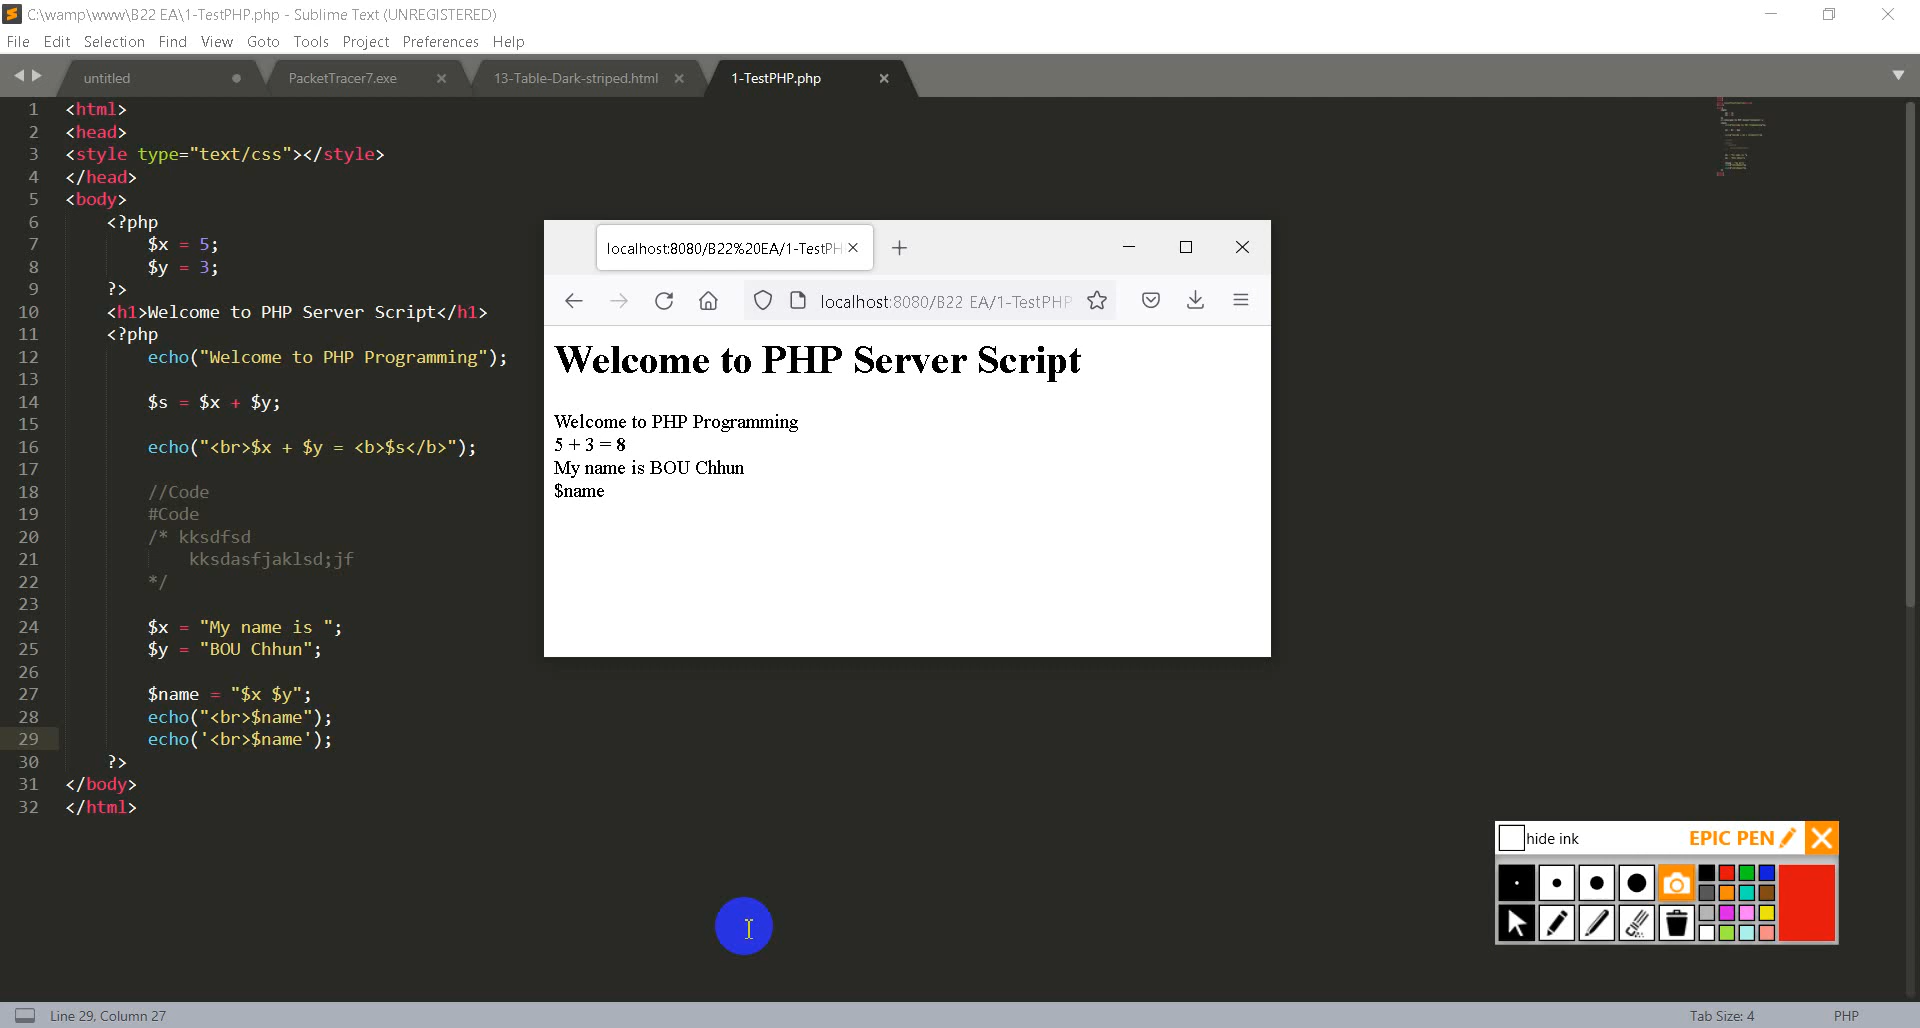 C:\wamp\www\B22 EA\1-TestPHP.php - Sublime Text (UNREGISTERED)
File Edit Selection Find View Goto Tools Project Preferences Help
untitled PacketTracer7.exe 13-Table-Dark-striped.html 1-TestPHP.php
1 <html>
2 <head>
3 <style type="text/css"></style>
4 </head>
5 <body>
6 <?php
7 $x = 5;
8 $y = 3;
9 ?>
10 <h1>Welcome to PHP Server Script</h1>
11 <?php
12 echo("Welcome to PHP Programming");
13
14 $s = $x + $y;
15
16 echo("<br>$x + $y = <b>$s</b>");
17
18 //Code
19 #Code
20 /* kksdfsd
21 kksdasfjaklsd;jf
22 */
23
24 $x = "My name is ";
25 $y = "BOU Chhun";
26
27 $name = "$x $y";
28 echo("<br>$name");
29 echo('<br>$name');
30 ?>
31 </body>
32 </html>
localhost:8080/B22%20EA/1-TestPH
localhost:8080/B22 EA/1-TestPHP
Welcome to PHP Server Script
Welcome to PHP Programming
5 + 3 = 8
My name is BOU Chhun
$name
hide ink EPIC PEN
Line 29, Column 27 Tab Size: 4 PHP